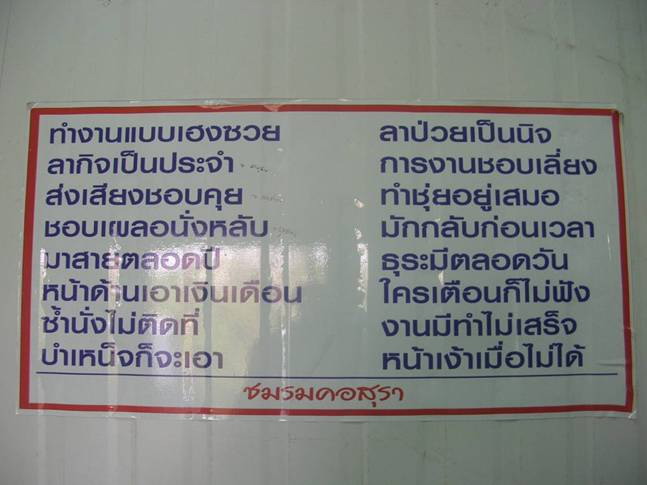 ทำงานแบบเฮงซวย ลาป่วยเป็นนิจ
ลากิจเป็นประจำ การงานชอบเลี่ยง
ส่งเสียงชอบคุย ทำชุ่ยอยู่เสมอ
ชอบเผลอนั่งหลับ มักกลับก่อนเวลา
มาสายตลอดปี ธุระมีตลอดวัน
หน้าด้านเอาเงินเดือน ใครเตือนก็ไม่ฟัง
ซ้ำนั่งไม่ติดที่ งานมีทำไม่เสร็จ
บำเหน็จก็จะเอา หน้าเง้าเมื่อไม่ได้
ชมรมคอสุรา